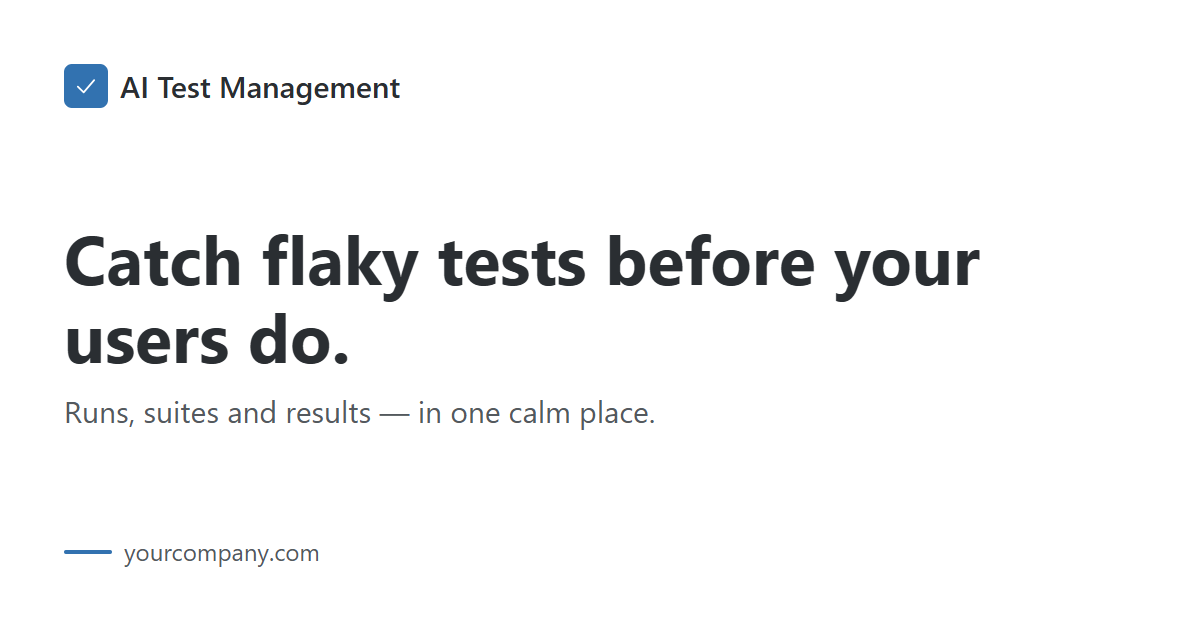 AI Test Management
Catch flaky tests before your
users do.
Runs, suites and results — in one calm place.
yourcompany.com